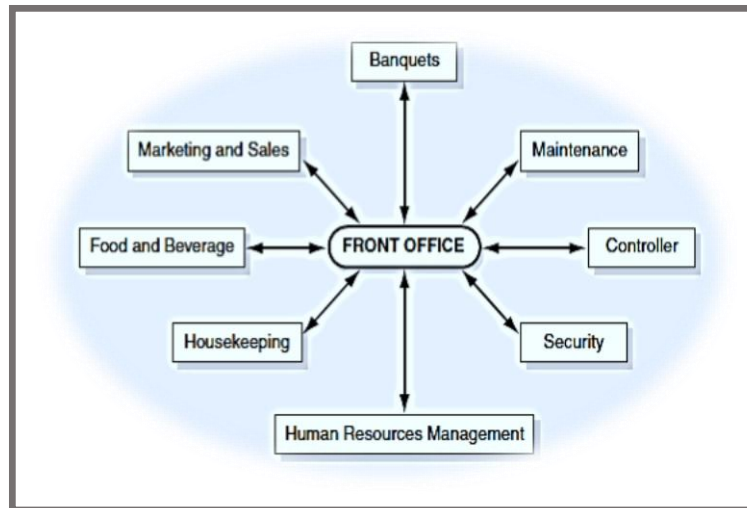 Banquets
Marketing and Sales
Maintenance
Food and Beverage
FRONT OFFICE
Controller
Housekeeping
Security
Human Resources Management